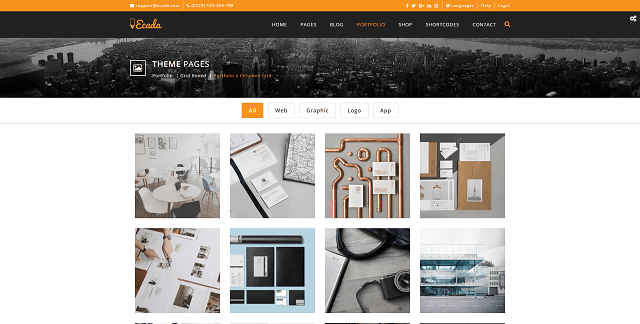 support@ecada.com (0123) 123-456-789
Languages Help Login
Ecada
HOME PAGES BLOG PORTFOLIO SHOP SHORTCODES CONTACT
THEME PAGES
Portfolio | Grid Boxed | Portfolio 4 Columns Grid
All Web Graphic Logo App